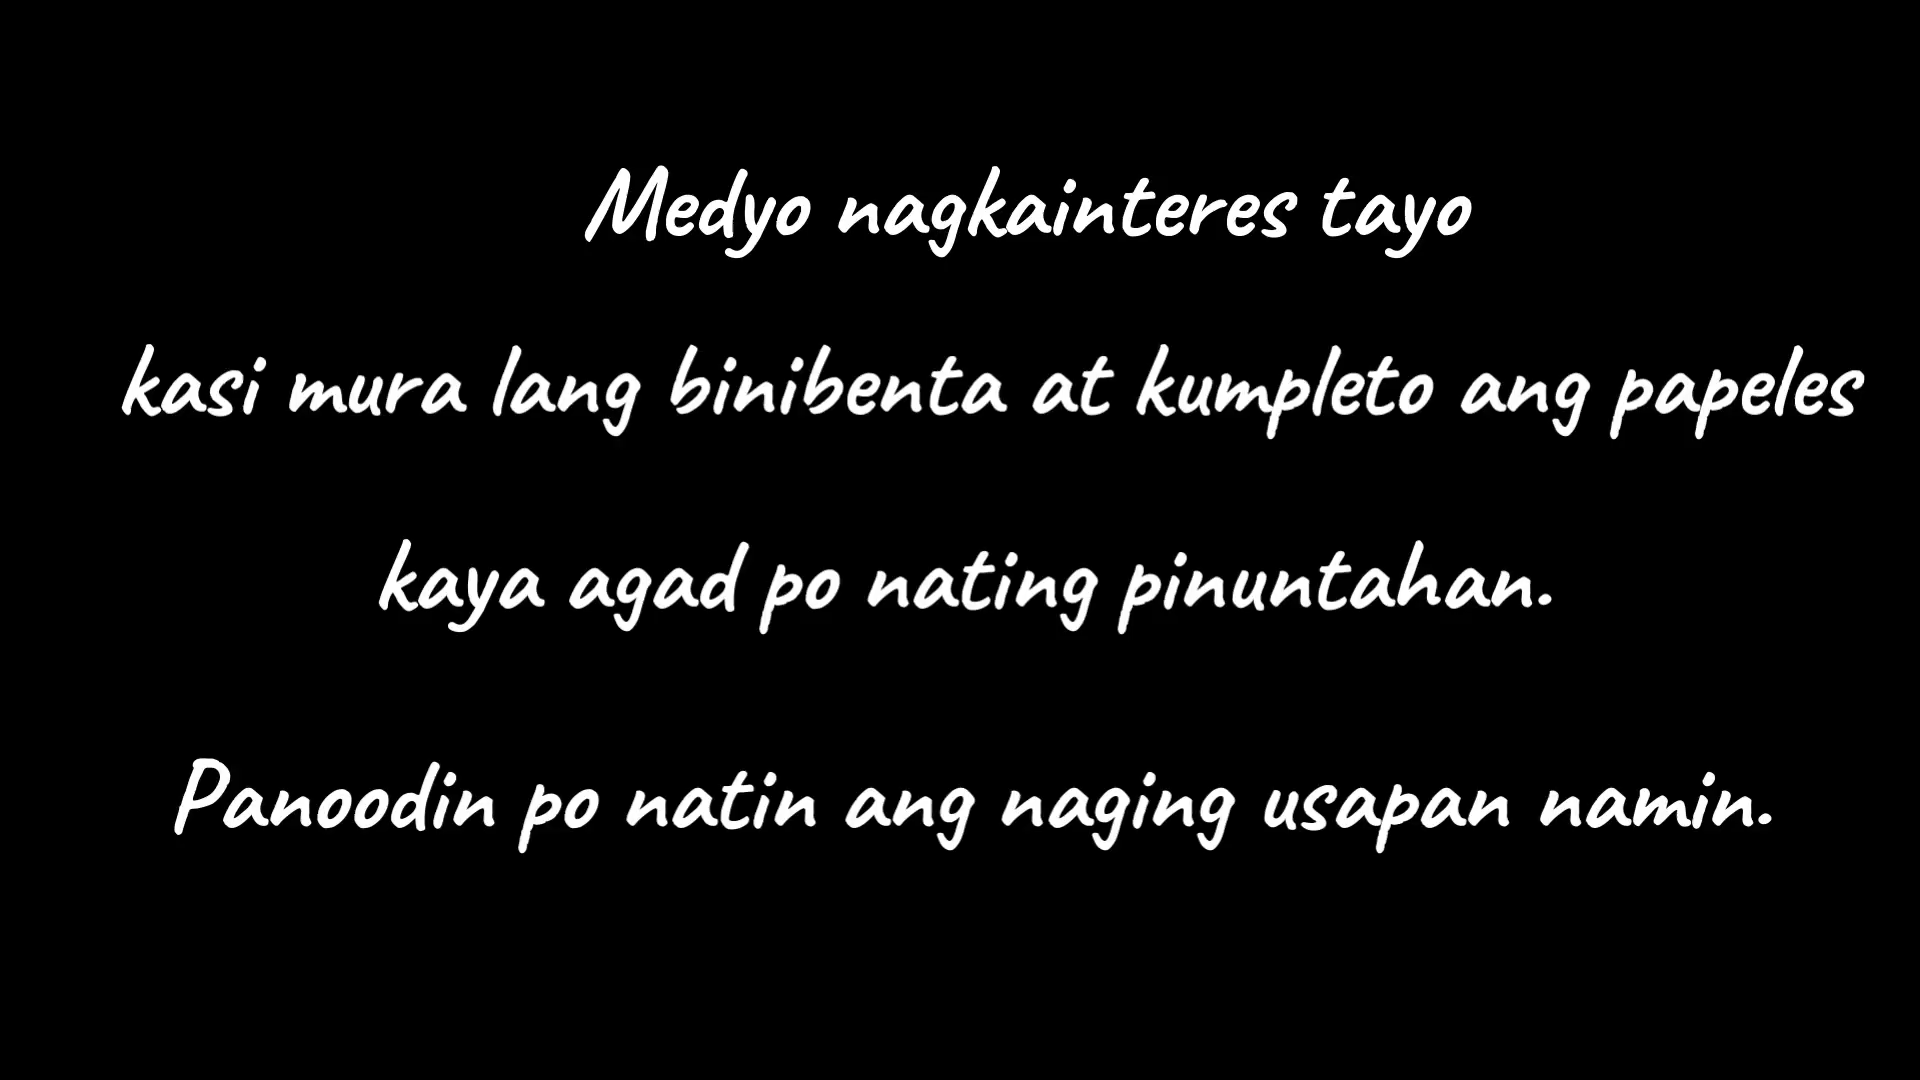 Medyo nagkainteres tayo
kasi mura lang binibenta at kumpleto ang papeles
kaya agad po nating pinuntahan.
Panoodin po natin ang naging usapan namin.